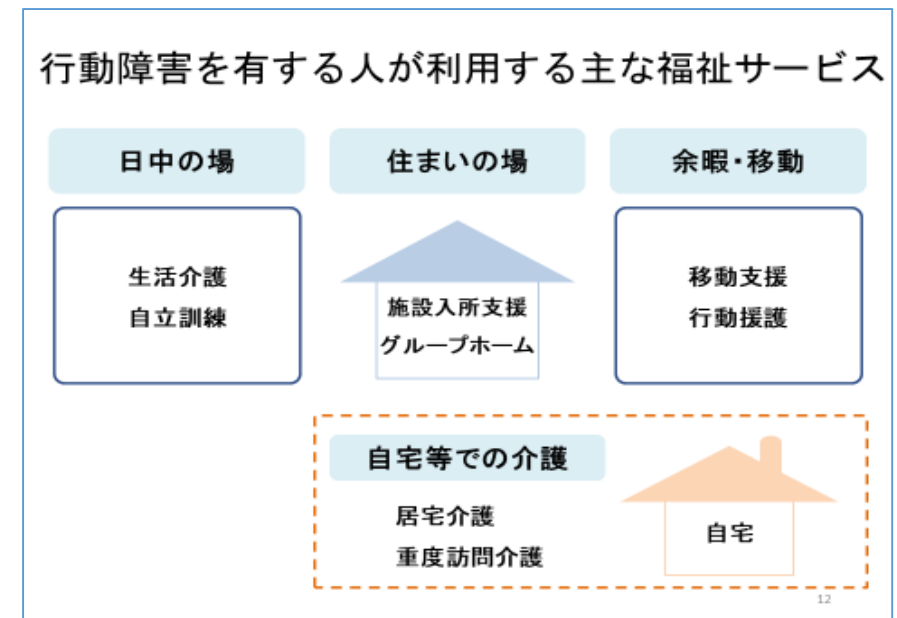 行動障害を有する人が利用する主な福祉サービス
日中の場
生活介護
自立訓練
住まいの場
施設入所支援
グループホーム
余暇・移動
移動支援
行動援護
自宅等での介護
居宅介護
重度訪問介護
自宅
12